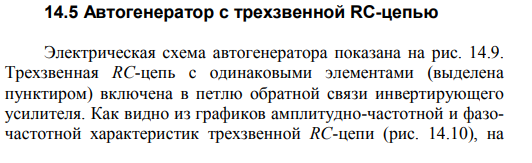 14.5 Автогенератор с трехзвенной RC-цепью
Электрическая схема автогенератора показана на рис. 14.9.
Трехзвенная RC-цепь с одинаковыми элементами (выделена
пунктиром) включена в петлю обратной связи инвертирующего
усилителя. Как видно из графиков амплитудно-частотной и фазо-
частотной характеристик трехзвенной RC-цепи (рис. 14.10), на